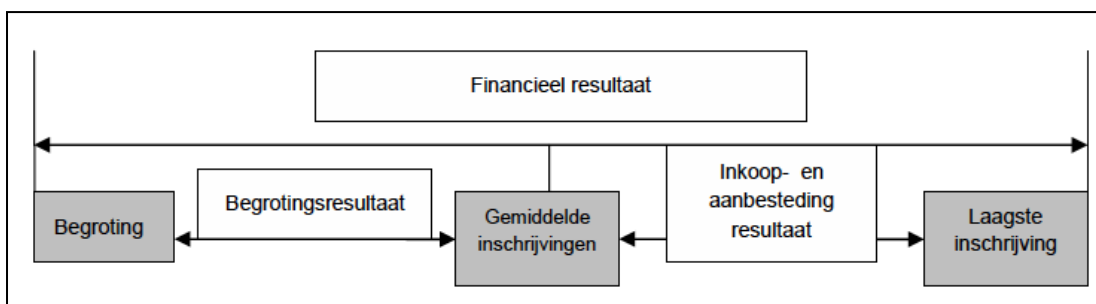 Financieel resultaat
Begroting
Begrotingsresultaat
Gemiddelde
inschrijvingen
Inkoop- en
aanbesteding
resultaat
Laagste
inschrijving